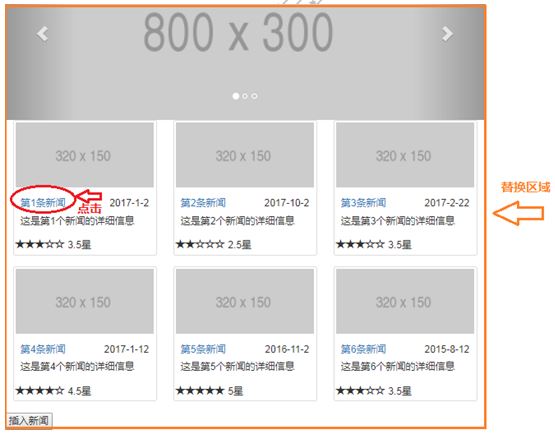 800 x 300
320 x 150
320 x 150
320 x 150
第1条新闻 2017-1-2
点击
第2条新闻 2017-10-2
第3条新闻 2017-2-22
替换区域
这是第1个新闻的详细信息
这是第2个新闻的详细信息
这是第3个新闻的详细信息
★★★☆☆ 3.5星
★★☆☆☆ 2.5星
★★★☆☆ 3.5星
320 x 150
320 x 150
320 x 150
第4条新闻 2017-1-12
第5条新闻 2016-11-2
第6条新闻 2015-8-12
这是第4个新闻的详细信息
这是第5个新闻的详细信息
这是第6个新闻的详细信息
★★★★☆ 4.5星
★★★★★ 5星
★★★☆☆ 3.5星
插入新闻